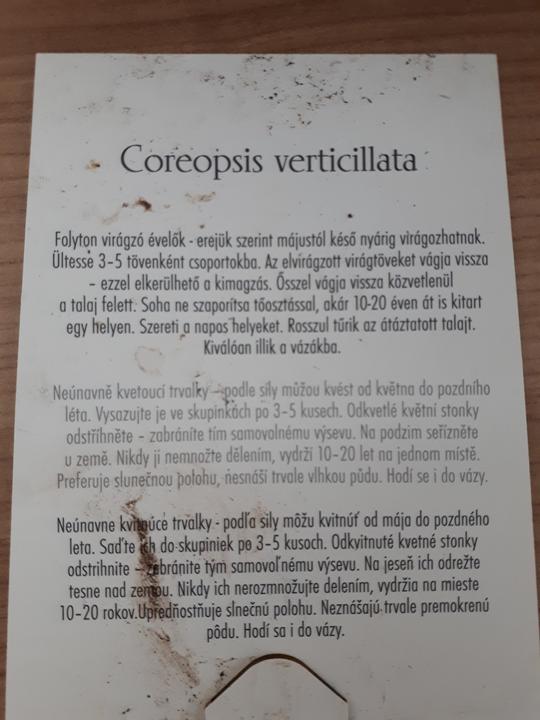 Coreopsis verticillata
Folyton virágzó évelők - erejük szerint májustól késő nyárig virágozhatnak.
Ültesse 3-5 tövenként csoportokba. Az elvirágzott virágtöveket vágja vissza
- ezzel elkerülhető a kimagzás. Ősszel vágja vissza közvetlenül
a talaj felett. Soha ne szaporítsa tőosztással, akár 10-20 éven át is kitart
egy helyen. Szereti a napos helyeket. Rosszul tűrik az átáztatott talajt.
Kiválóan illik a vázákba.
Neúnavně kvetoucí trvalky - podle síly můžou kvést od května do pozdního
léta. Vysazujte je ve skupinkách po 3-5 kusech. Odkvetlé květní stonky
odstřihněte - zabráníte tím samovolnému výsevu. Na podzim seřízněte
u země. Nikdy ji nemnožte dělením, vydrží 10-20 let na jednom místě.
Preferuje slunečnou polohu, nesnáší trvale vlhkou půdu. Hodí se i do vázy.
Neúnavne kvitnúce trvalky - podľa sily môžu kvitnúť od mája do pozdného
leta. Saďte ich do skupiniek po 3-5 kusoch. Odkvitnuté kvetné stonky
odstrihnite - zabránite tým samovoľnému výsevu. Na jeseň ich odrežte
tesne nad zemou. Nikdy ich nerozmnožujte delením, vydržia na mieste
10-20 rokov. Uprednostňuje slnečnú polohu. Neznášajú trvale premokrenú
pôdu. Hodí sa i do vázy.